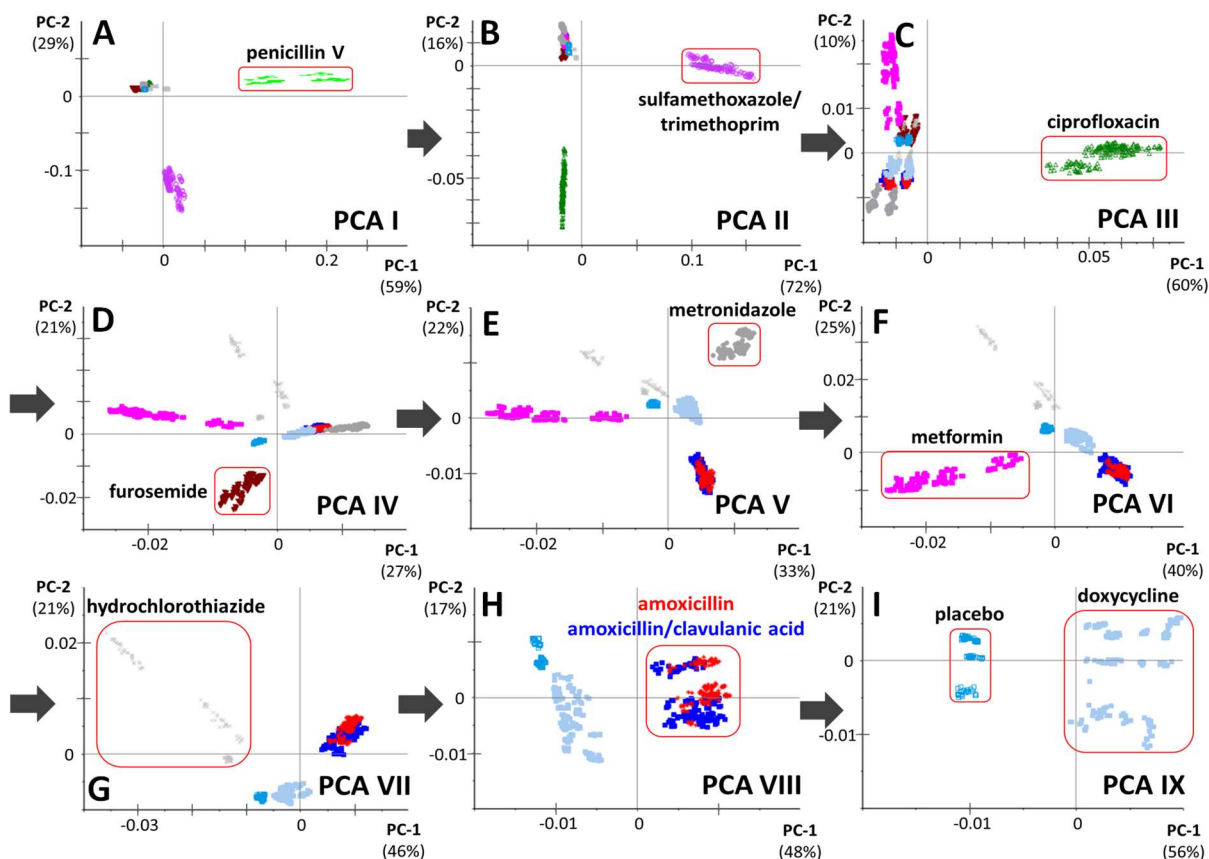 PC-2
(29%)
A
penicillin V
0
-0.1
PCA I
0
0.2
PC-1
(59%)
PC-2
(16%)
B
0
sulfamethoxazole/
trimethoprim
-0.05
PCA II
0
0.1
PC-1
(72%)
PC-2
(10%)
C
0.01
ciprofloxacin
0
PCA III
0
0.05
PC-1
(60%)
PC-2
(21%)
D
0
furosemide
-0.02
PCA IV
-0.02
0
PC-1
(27%)
PC-2
(22%)
E
metronidazole
0
-0.01
PCA V
-0.02
0
PC-1
(33%)
PC-2
(25%)
F
0.02
metformin
0
PCA VI
-0.02
0
PC-1
(40%)
PC-2
(21%)
hydrochlorothiazide
0.02
0
G
PCA VII
-0.03
0
PC-1
(46%)
PC-2
(17%)
H
amoxicillin
amoxicillin/clavulanic acid
0
-0.01
PCA VIII
-0.01
0
PC-1
(48%)
PC-2
(21%)
I
placebo
doxycycline
0
-0.01
PCA IX
-0.01
0
PC-1
(56%)